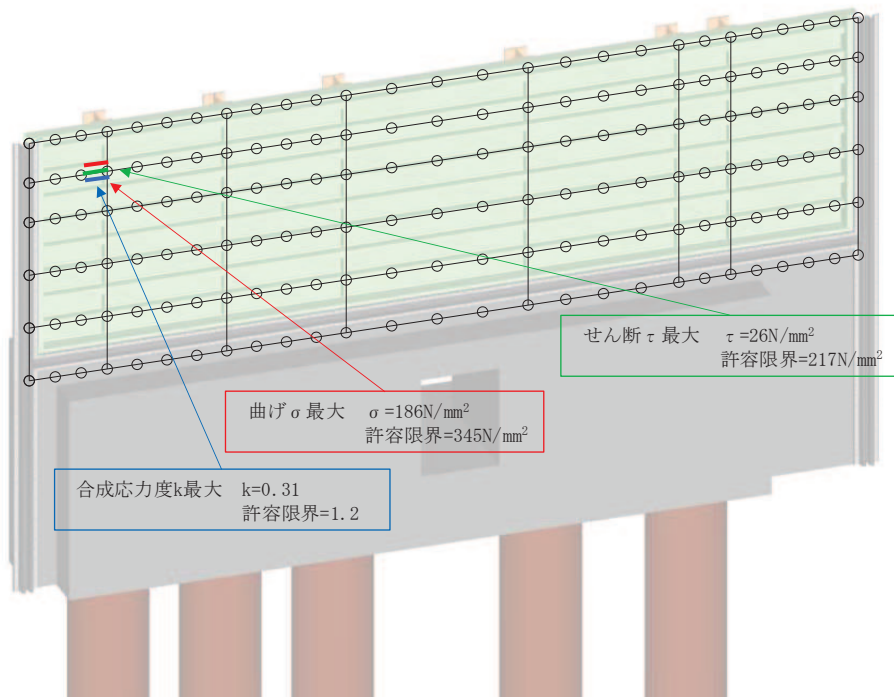 せん断τ最大 τ=26N/mm²
許容限界=217N/mm²
曲げσ最大 σ=186N/mm²
許容限界=345N/mm²
合成応力度k最大 k=0.31
許容限界=1.2